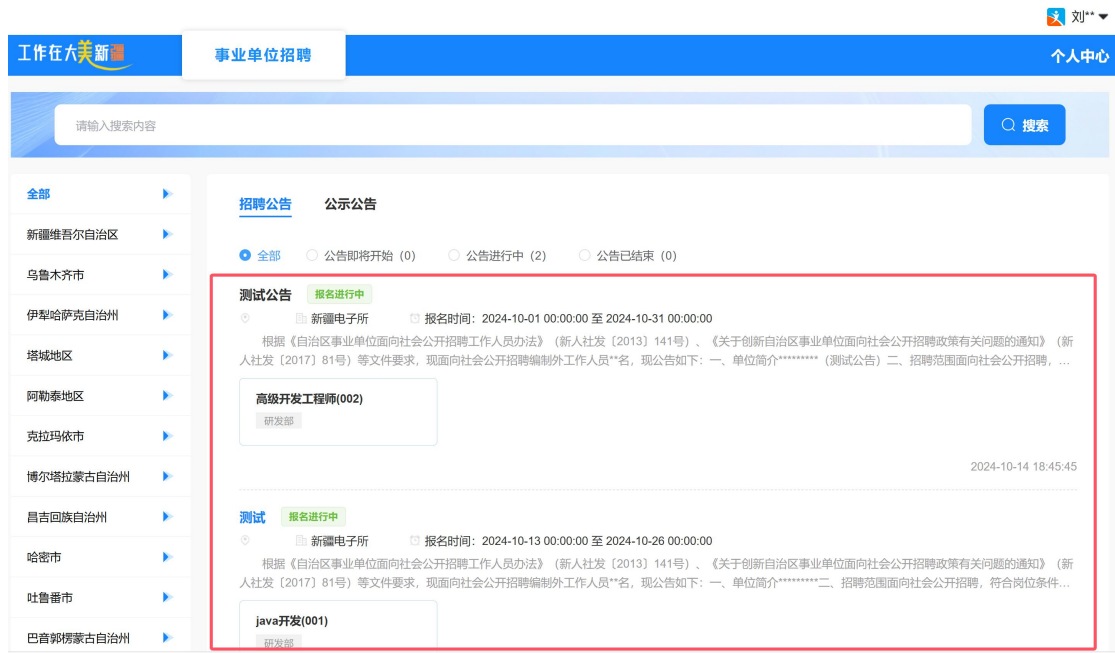 刘**
工作在大美新疆
事业单位招聘
个人中心
请输入搜索内容
搜索
全部
新疆维吾尔自治区
乌鲁木齐市
伊犁哈萨克自治州
塔城地区
阿勒泰地区
克拉玛依市
博尔塔拉蒙古自治州
昌吉回族自治州
哈密市
吐鲁番市
巴音郭楞蒙古自治州
招聘公告 公示公告
全部 公告即将开始（0） 公告进行中（2） 公告已结束（0）
测试公告 报名进行中
新疆电子所 报名时间：2024-10-01 00:00:00 至 2024-10-31 00:00:00
根据《自治区事业单位面向社会公开招聘工作人员办法》（新人社发〔2013〕141号）、《关于创新自治区事业单位面向社会公开招聘政策有关问题的通知》（新
人社发〔2017〕81号）等文件要求，现面向社会公开招聘编制外工作人员**名，现公告如下：一、单位简介*********（测试公告）二、招聘范围面向社会公开招聘，...
高级开发工程师(002)
研发部
2024-10-14 18:45:45
测试 报名进行中
新疆电子所 报名时间：2024-10-13 00:00:00 至 2024-10-26 00:00:00
根据《自治区事业单位面向社会公开招聘工作人员办法》（新人社发〔2013〕141号）、《关于创新自治区事业单位面向社会公开招聘政策有关问题的通知》（新
人社发〔2017〕81号）等文件要求，现面向社会公开招聘编制外工作人员**名，现公告如下：一、单位简介*********二、招聘范围面向社会公开招聘，符合岗位条件...
java开发(001)
研发部